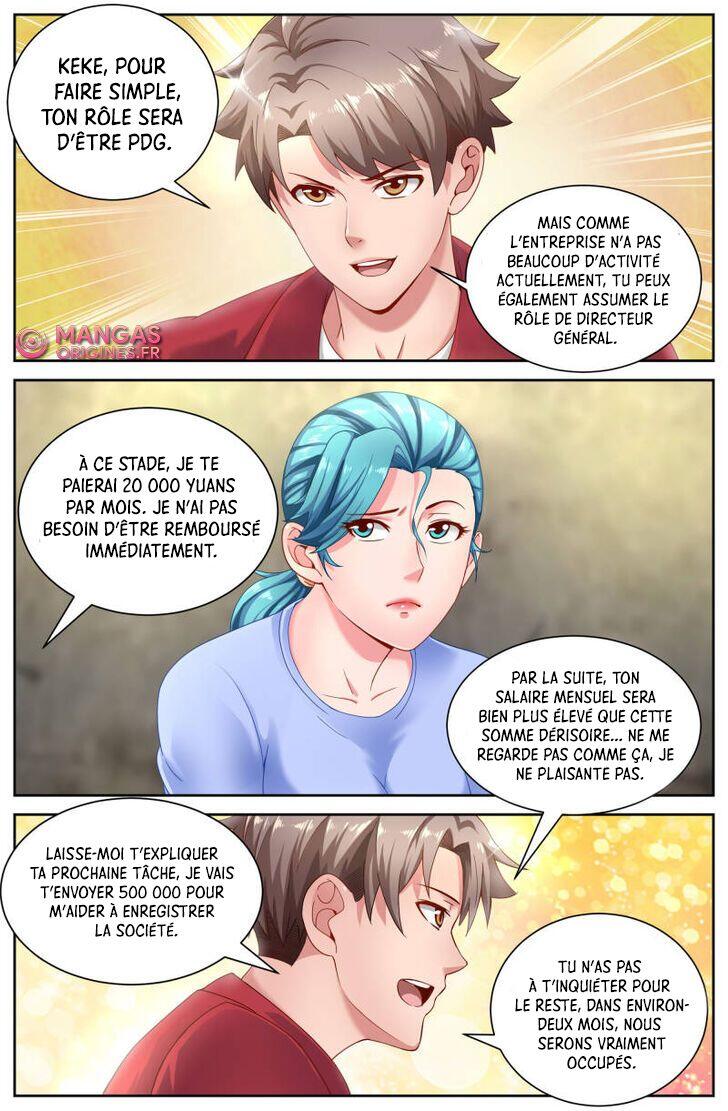 KEKE, POUR
FAIRE SIMPLE,
TON RÔLE SERA
D'ÊTRE PDG.
MAIS COMME
L'ENTREPRISE N'A PAS
BEAUCOUP D'ACTIVITÉ
ACTUELLEMENT, TU PEUX
ÉGALEMENT ASSUMER LE
RÔLE DE DIRECTEUR
GÉNÉRAL.
MANGAS
ORIGINES.FR
À CE STADE, JE TE
PAIERAI 20 000 YUANS
PAR MOIS. JE N'AI PAS
BESOIN D'ÊTRE REMBOURSÉ
IMMÉDIATEMENT.
PAR LA SUITE, TON
SALAIRE MENSUEL SERA
BIEN PLUS ÉLEVÉ QUE CETTE
SOMME DÉRISOIRE... NE ME
REGARDE PAS COMME ÇA, JE
NE PLAISANTE PAS.
LAISSE-MOI T'EXPLIQUER
TA PROCHAINE TÂCHE, JE VAIS
T'ENVOYER 500 000 POUR
M'AIDER À ENREGISTRER
LA SOCIÉTÉ.
TU N'AS PAS
À T'INQUIÉTER POUR
LE RESTE, DANS ENVIRON-
DEUX MOIS, NOUS
SERONS VRAIMENT
OCCUPÉS.